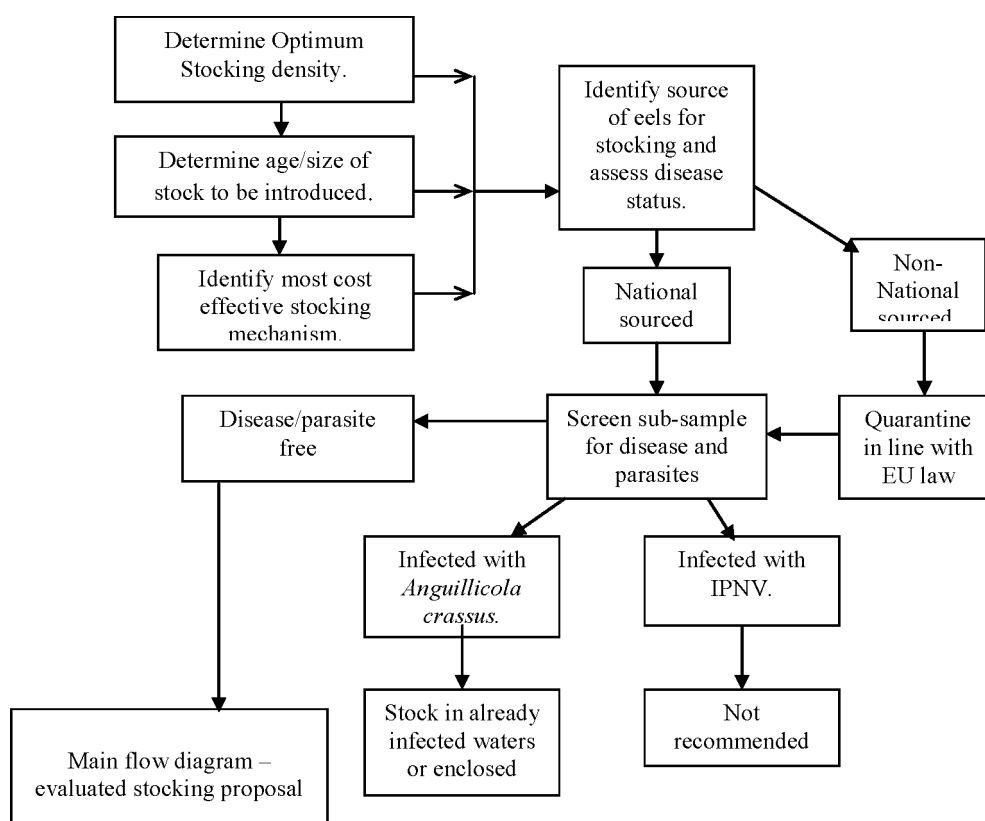 Determine Optimum
Stocking density.
Determine age/size of
stock to be introduced.
Identify most cost
effective stocking
mechanism.
Identify source
of eels for
stocking and
assess disease
status.
National
sourced
Non-
National
sourced
Disease/parasite
free
Screen sub-sample
for disease and
parasites
Quarantine
in line with
EU law
Infected with
Anguillicola
crassus.
Infected with
IPNV.
Stock in already
infected waters
or enclosed
Not
recommended
Main flow diagram –
evaluated stocking proposal